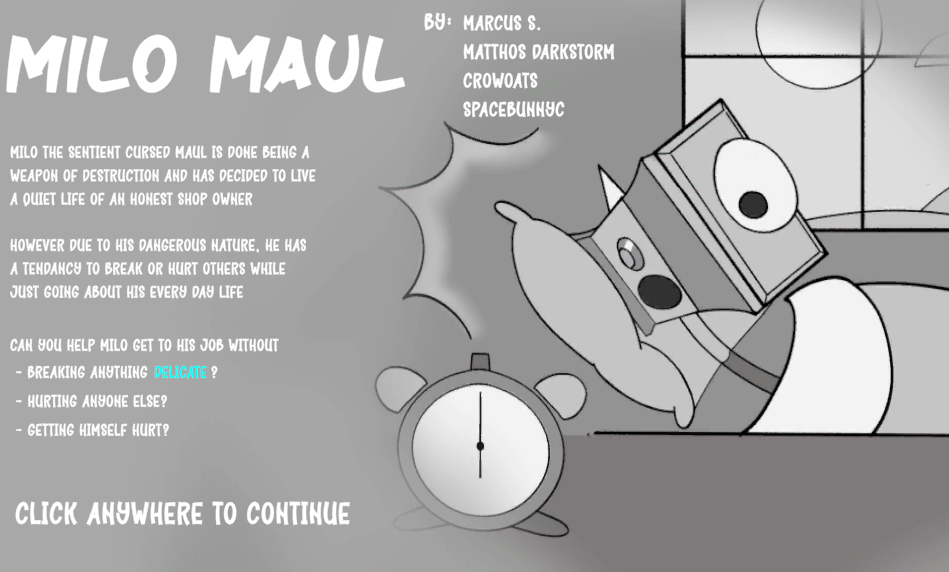 MILO MAUL
BY: MARCUS S.
MATTHOS DARKSTORM
CROWOATS
SPACEBUNNYC
MILO THE SENTIENT CURSED MAUL IS DONE BEING A
WEAPON OF DESTRUCTION AND HAS DECIDED TO LIVE
A QUIET LIFE OF AN HONEST SHOP OWNER
HOWEVER DUE TO HIS DANGEROUS NATURE, HE HAS
A TENDANCY TO BREAK OR HURT OTHERS WHILE
JUST GOING ABOUT HIS EVERY DAY LIFE
CAN YOU HELP MILO GET TO HIS JOB WITHOUT
- BREAKING ANYTHING DELICATE ?
- HURTING ANYONE ELSE?
- GETTING HIMSELF HURT?
CLICK ANYWHERE TO CONTINUE